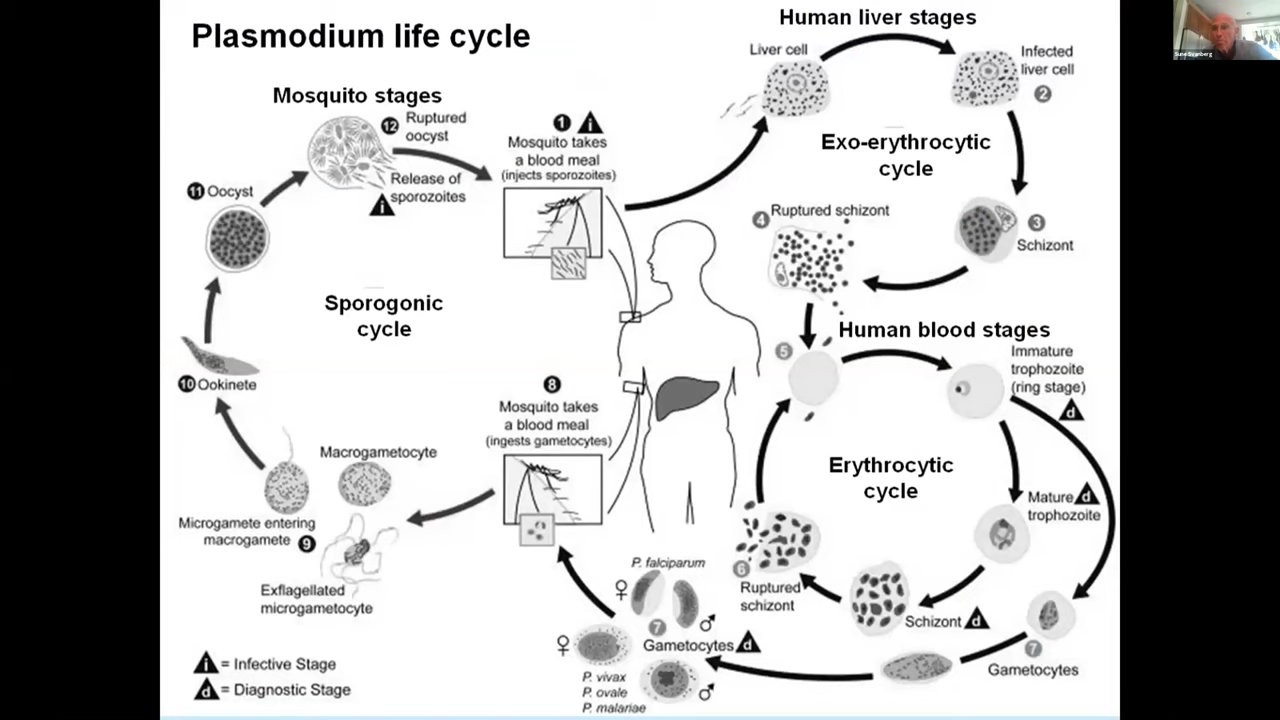 Plasmodium life cycle
Human liver stages
Liver cell
Infected
liver cell
2
Mosquito stages
12 Ruptured
oocyst
Release of
sporozoites
i
1 i
Mosquito takes
a blood meal
(injects sporozoites)
Exo-erythrocytic
cycle
11 Oocyst
4 Ruptured schizont
3
Schizont
Sporogonic
cycle
Human blood stages
5
Immature
trophozoite
(ring stage)
d
10 Ookinete
8
Mosquito takes
a blood meal
(ingests gametocytes)
Erythrocytic
cycle
Mature d
trophozoite
Macrogametocyte
Microgamete entering
macrogamete 9
Exflagellated
microgametocyte
6
Ruptured
schizont
Schizont d
P. falciparum
♀
♂
7
Gametocytes d
♀
♂
P. vivax
P. ovale
P. malariae
7
Gametocytes
i = Infective Stage
d = Diagnostic Stage